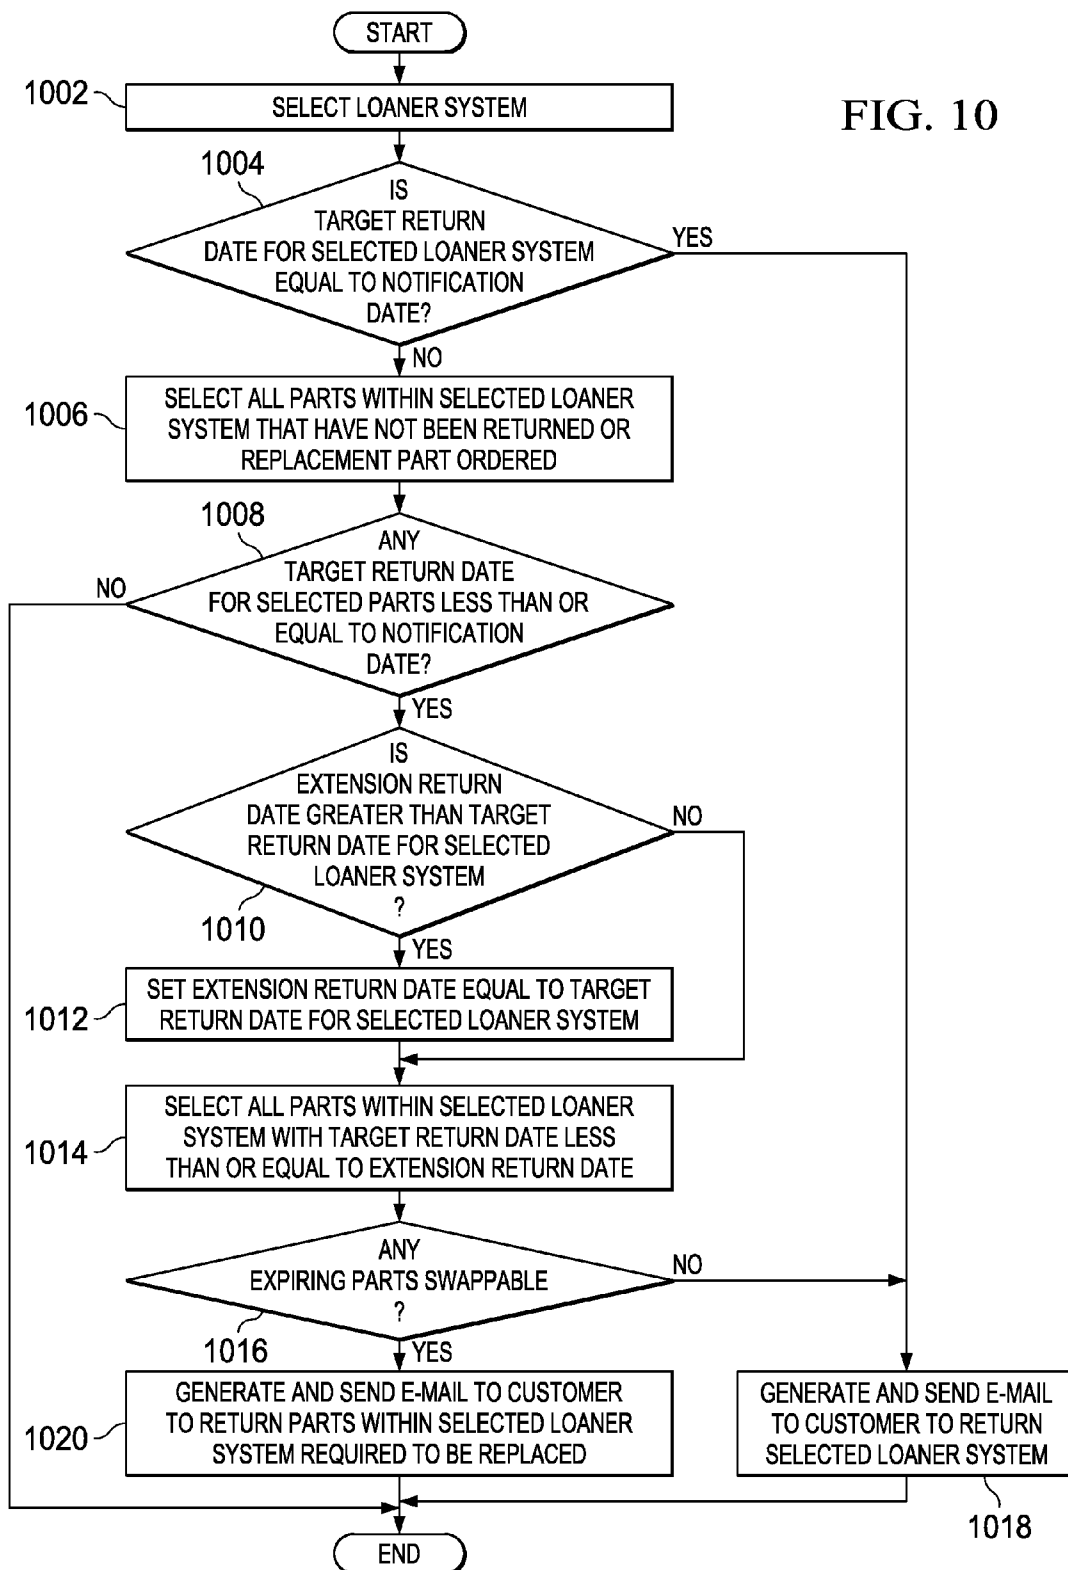 START
1002
SELECT LOANER SYSTEM
FIG. 10
1004
IS
TARGET RETURN
DATE FOR SELECTED LOANER SYSTEM
EQUAL TO NOTIFICATION
DATE?
YES
NO
1006
SELECT ALL PARTS WITHIN SELECTED LOANER
SYSTEM THAT HAVE NOT BEEN RETURNED OR
REPLACEMENT PART ORDERED
1008
ANY
TARGET RETURN DATE
FOR SELECTED PARTS LESS THAN OR
EQUAL TO NOTIFICATION
DATE?
NO
YES
IS
EXTENSION RETURN
DATE GREATER THAN TARGET
RETURN DATE FOR SELECTED
LOANER SYSTEM
?
NO
1010
YES
1012
SET EXTENSION RETURN DATE EQUAL TO TARGET
RETURN DATE FOR SELECTED LOANER SYSTEM
1014
SELECT ALL PARTS WITHIN SELECTED LOANER
SYSTEM WITH TARGET RETURN DATE LESS
THAN OR EQUAL TO EXTENSION RETURN DATE
ANY
EXPIRING PARTS SWAPPABLE
?
NO
1016
YES
1020
GENERATE AND SEND E-MAIL TO CUSTOMER
TO RETURN PARTS WITHIN SELECTED LOANER
SYSTEM REQUIRED TO BE REPLACED
GENERATE AND SEND E-MAIL
TO CUSTOMER TO RETURN
SELECTED LOANER SYSTEM
1018
END